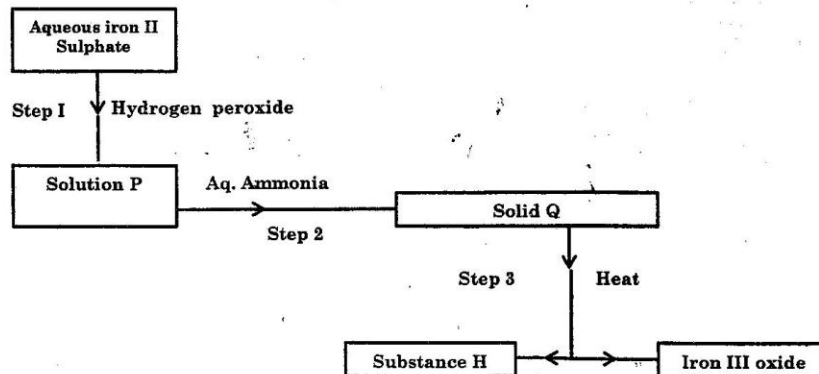 Aqueous iron II
Sulphate
Step I
Hydrogen peroxide
Solution P
Aq. Ammonia
Step 2
Solid Q
Step 3
Heat
Substance H
Iron III oxide